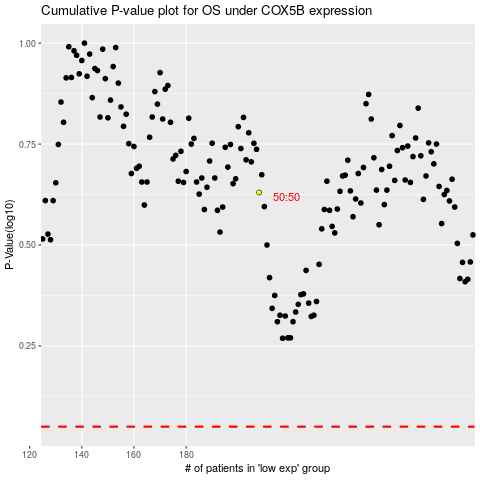 Cumulative P-value plot for OS under COX5B expression
P-Value(log10)
1.00
0.75
0.50
0.25
50:50
120 140 160 180
# of patients in 'low exp' group